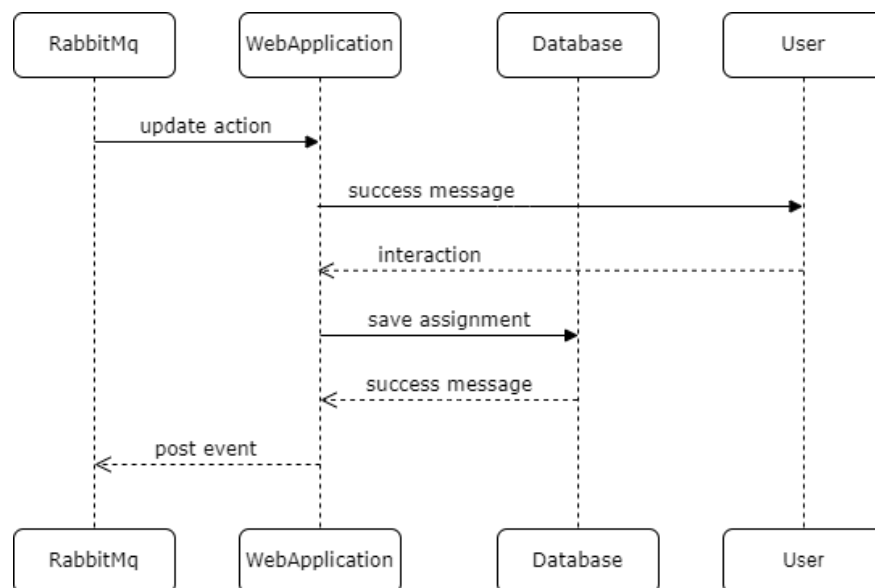 RabbitMq
WebApplication
Database
User
update action
success message
interaction
save assignment
success message
post event
RabbitMq
WebApplication
Database
User